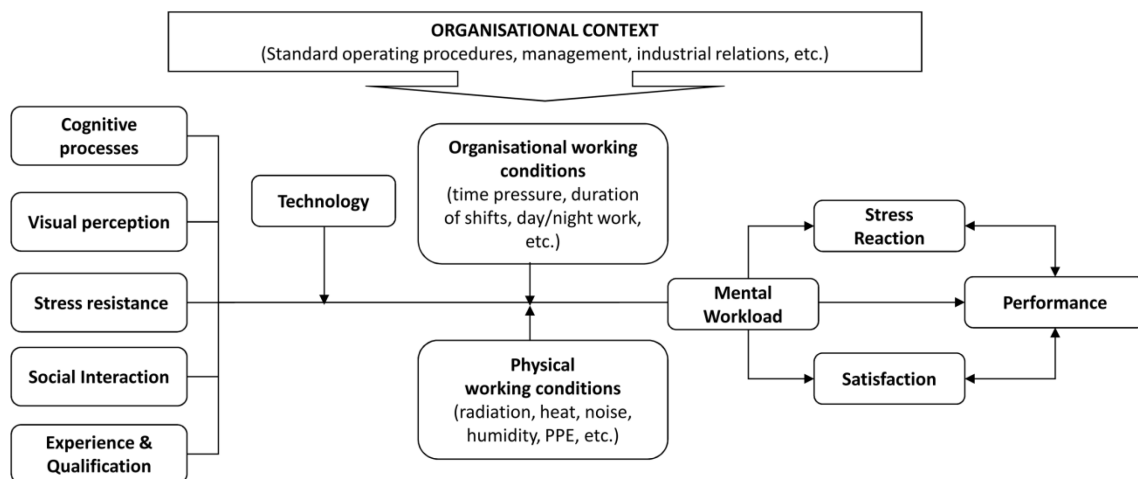 ORGANISATIONAL CONTEXT
(Standard operating procedures, management, industrial relations, etc.)
Cognitive
processes
Visual perception
Stress resistance
Social Interaction
Experience &
Qualification
Technology
Organisational working
conditions
(time pressure, duration
of shifts, day/night work,
etc.)
Physical
working conditions
(radiation, heat, noise,
humidity, PPE, etc.)
Mental
Workload
Stress
Reaction
Satisfaction
Performance